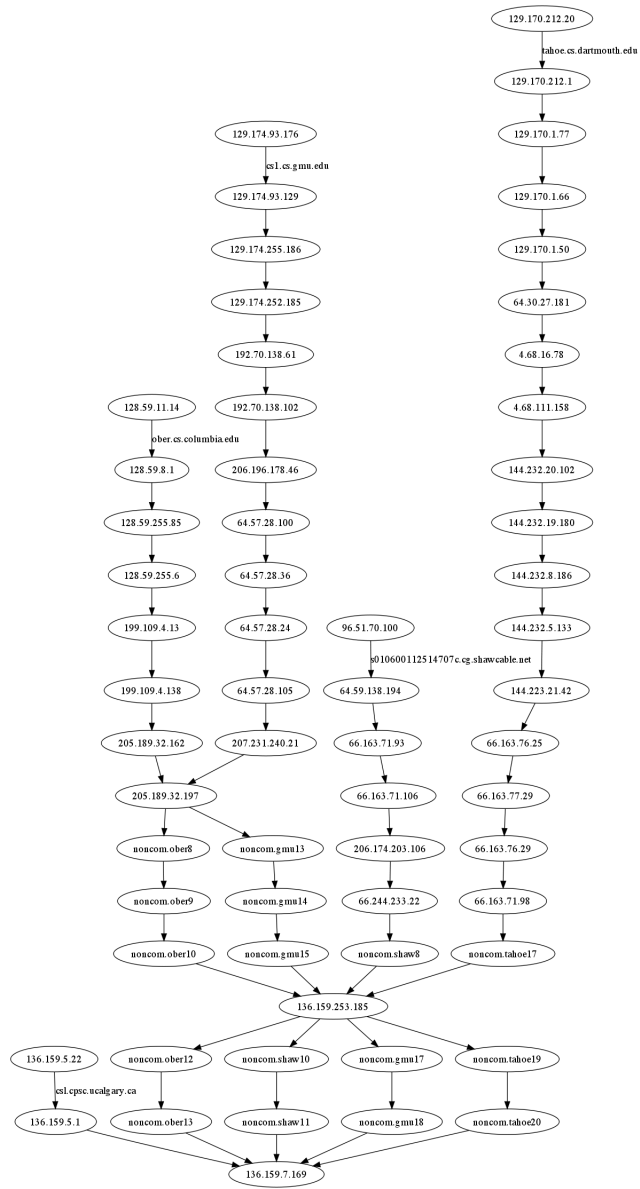 129.170.212.20
tahoe.cs.dartmouth.edu
129.170.212.1
129.174.93.176
129.170.1.77
cs1.cs.gmu.edu
129.174.93.129
129.170.1.66
129.174.255.186
129.170.1.50
129.174.252.185
64.30.27.181
192.70.138.61
4.68.16.78
128.59.11.14
192.70.138.102
4.68.111.158
ober.cs.columbia.edu
128.59.8.1
206.196.178.46
144.232.20.102
128.59.255.85
64.57.28.100
144.232.19.180
128.59.255.6
64.57.28.36
144.232.8.186
199.109.4.13
64.57.28.24
96.51.70.100
144.232.5.133
s010600112514707c.cg.shawcable.net
199.109.4.138
64.57.28.105
64.59.138.194
144.223.21.42
205.189.32.162
207.231.240.21
66.163.71.93
66.163.76.25
205.189.32.197
66.163.71.106
66.163.77.29
noncom.ober8
noncom.gmu13
206.174.203.106
66.163.76.29
noncom.ober9
noncom.gmu14
66.244.233.22
66.163.71.98
noncom.ober10
noncom.gmu15
noncom.shaw8
noncom.tahoe17
136.159.253.185
136.159.5.22
noncom.ober12
noncom.shaw10
noncom.gmu17
noncom.tahoe19
csl.cpsc.ucalgary.ca
136.159.5.1
noncom.ober13
noncom.shaw11
noncom.gmu18
noncom.tahoe20
136.159.7.169